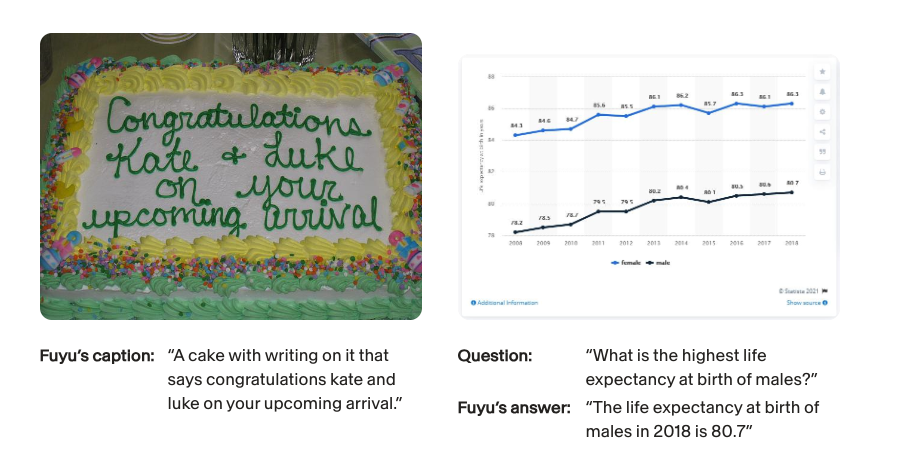 Congratulations
Kate & Luke
on your
upcoming arrival
Fuyu's caption: "A cake with writing on it that
says congratulations kate and
luke on your upcoming arrival."
88
86
84
82
80
78
Life expectancy at birth in years
84.3 84.6 84.7 85.6 85.5 86.1 86.2 85.7 86.3 86.1 86.3
78.2 78.5 78.7 79.5 79.5 80.2 80.4 80.1 80.5 80.6 80.7
2008 2009 2010 2011 2012 2013 2014 2015 2016 2017 2018
female male
© Statista 2021
Additional Information Show source
Question: "What is the highest life
expectancy at birth of males?"
Fuyu's answer: "The life expectancy at birth of
males in 2018 is 80.7"